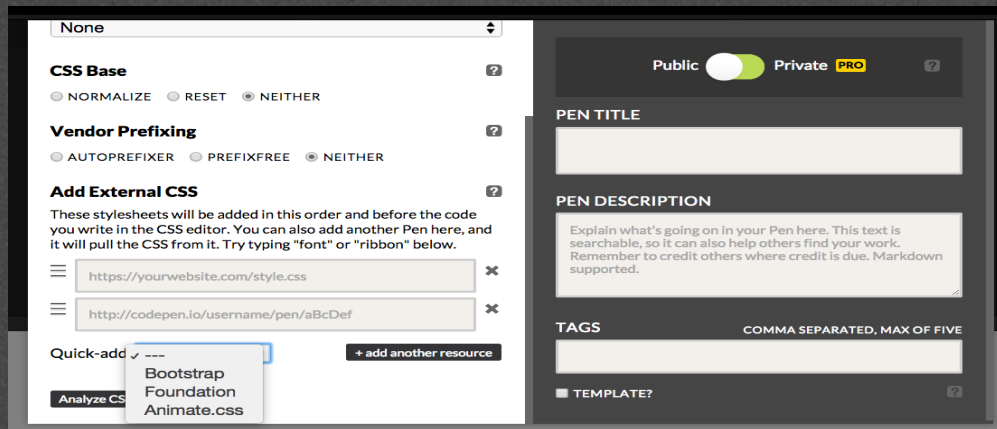 None
CSS Base
NORMALIZE RESET NEITHER
Vendor Prefixing
AUTOPREFIXER PREFIXFREE NEITHER
Add External CSS
These stylesheets will be added in this order and before the code
you write in the CSS editor. You can also add another Pen here, and
it will pull the CSS from it. Try typing "font" or "ribbon" below.
https://yourwebsite.com/style.css
http://codepen.io/username/pen/aBcDef
Quick-add
---
Bootstrap
Foundation
Animate.css
+ add another resource
Analyze CS
Public Private PRO
PEN TITLE
PEN DESCRIPTION
Explain what's going on in your Pen here. This text is
searchable, so it can also help others find your work.
Remember to credit others where credit is due. Markdown
supported.
TAGS COMMA SEPARATED, MAX OF FIVE
TEMPLATE?